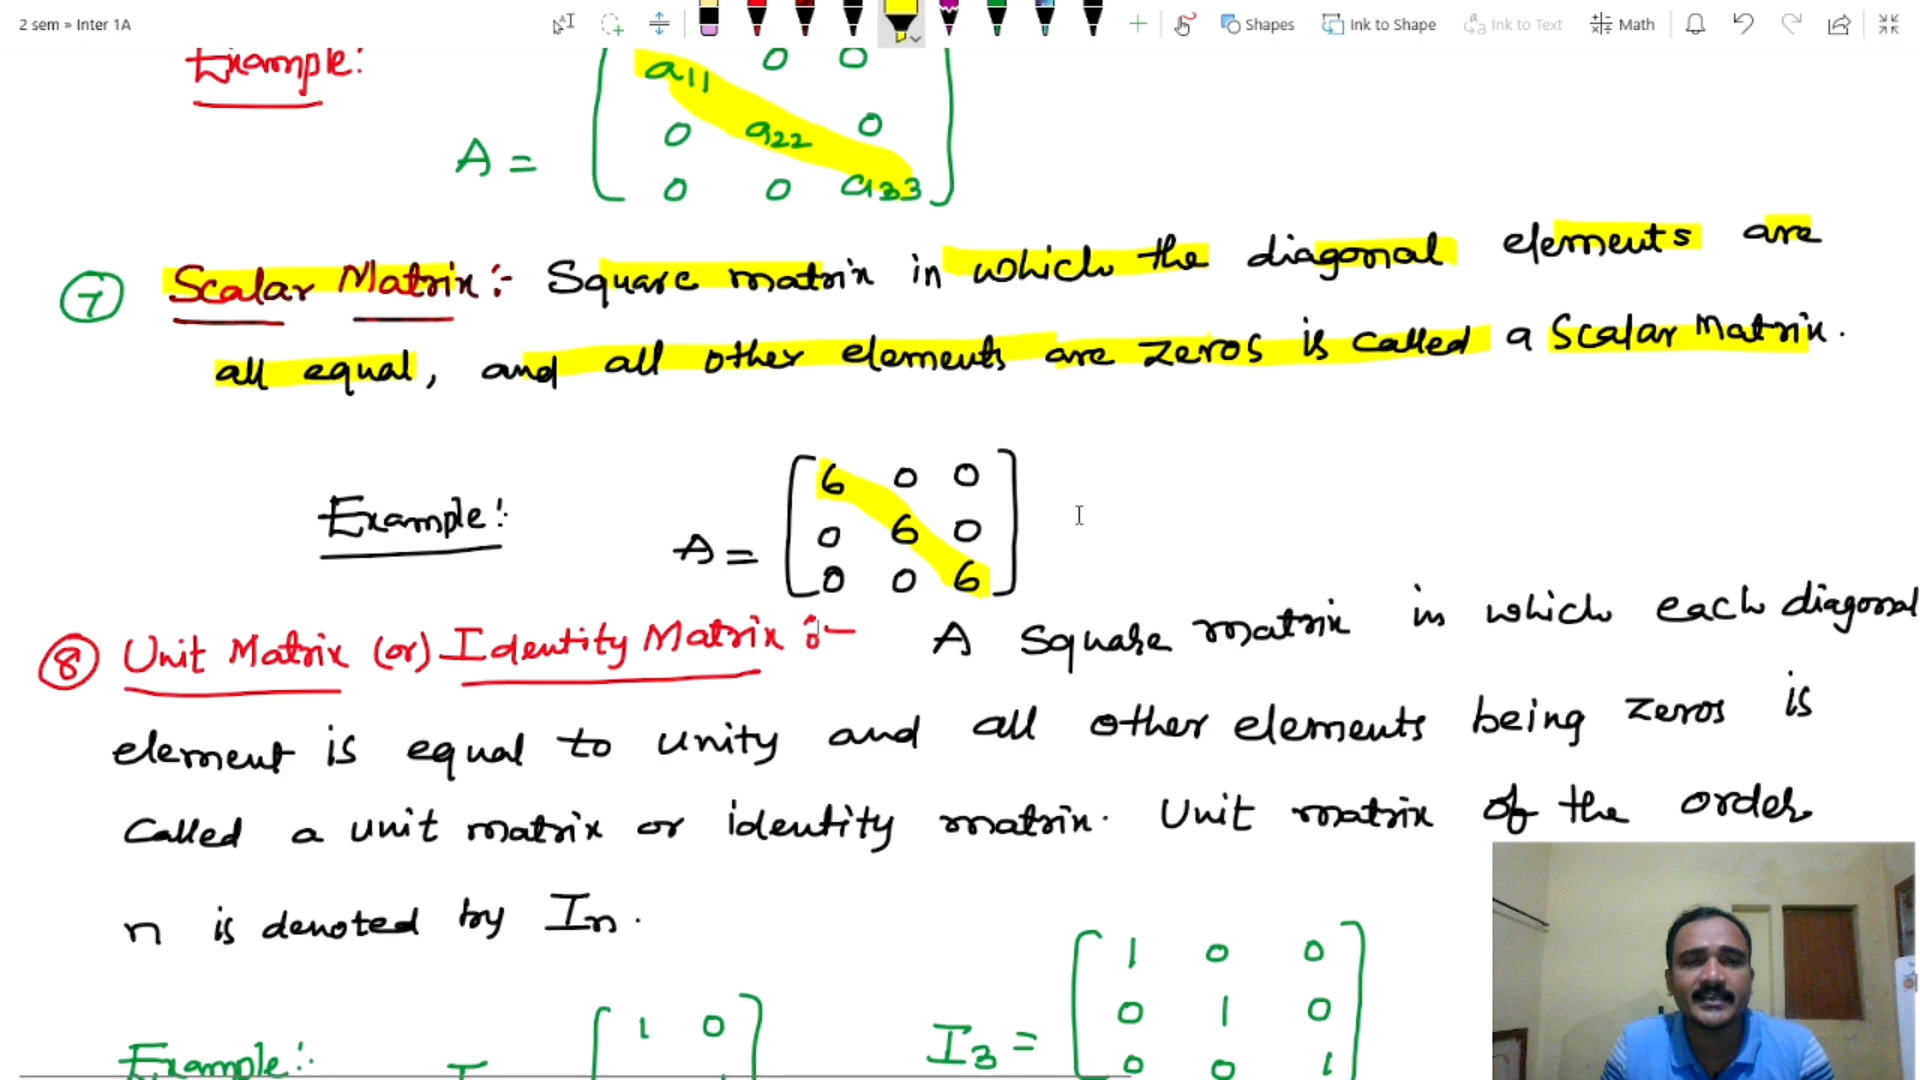 2 sem » Inter 1A
Shapes Ink to Shape Ink to Text Math
Example:
a11 0 0
A = 0 a22 0
0 0 a33
7 Scalar Matrix:- Square matrix in which the diagonal elements are
all equal, and all other elements are zeros is called a Scalar Matrix.
6 0 0
Example: A = 0 6 0
0 0 6
8 Unit Matrix (or) Identity Matrix :- A square matrix in which each diagonal
element is equal to unity and all other elements being zeros is
called a unit matrix or identity matrix. Unit matrix of the order
n is denoted by In.
1 0 0
0 1 0
1 0
I3 =
0 0 1
Example: